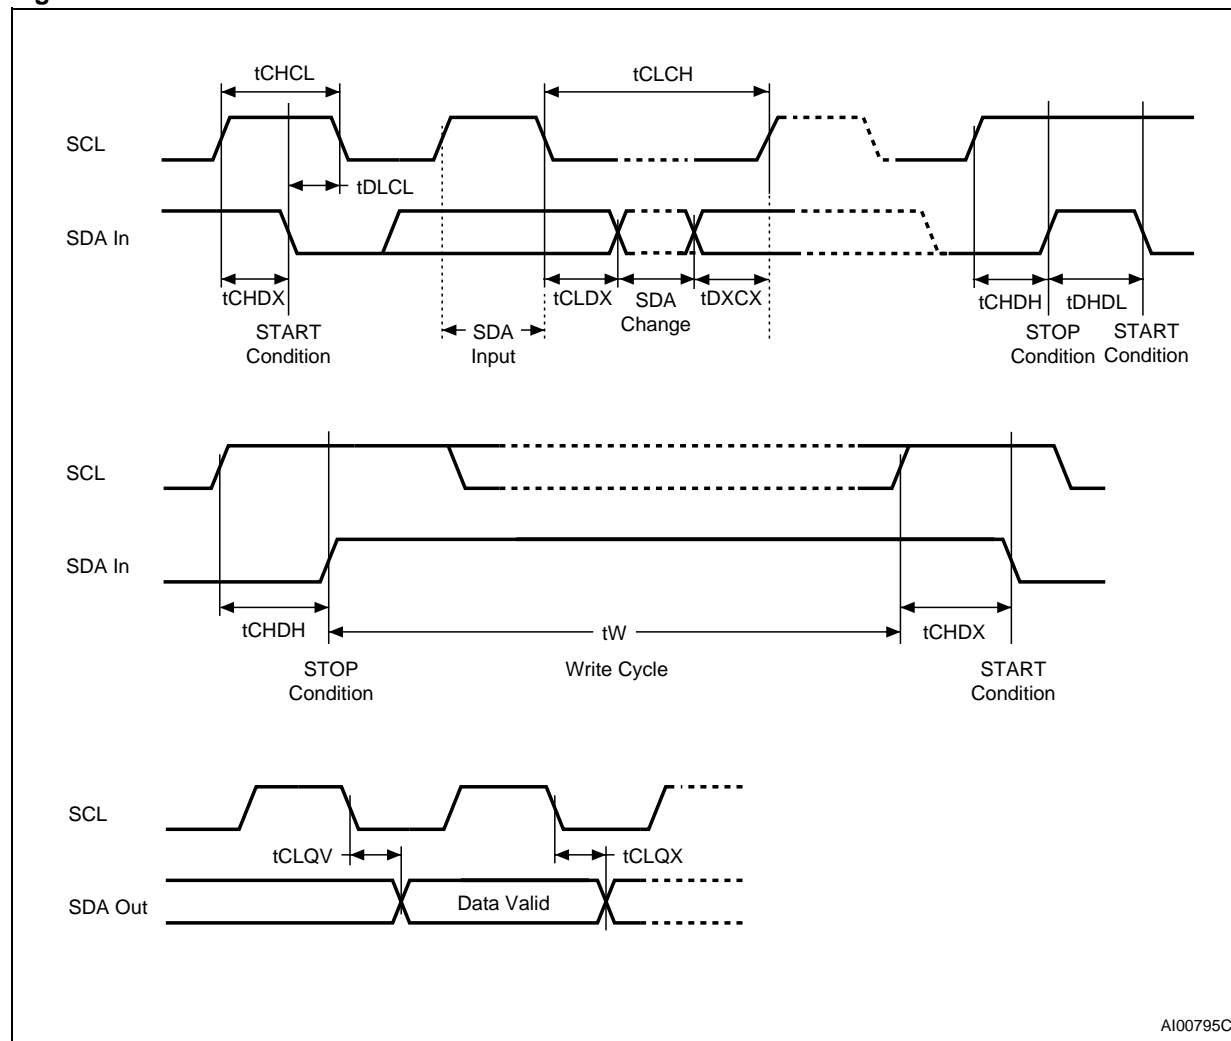 tCHCL
tCLCH
SCL
tDLCL
SDA In
tCHDX
tCLDX
SDA
Change
tDXCX
tCHDH
tDHDL
START
Condition
SDA
Input
STOP
Condition
START
Condition
SCL
SDA In
tCHDH
tW
tCHDX
STOP
Condition
Write Cycle
START
Condition
SCL
tCLQV
tCLQX
SDA Out
Data Valid
AI00795C